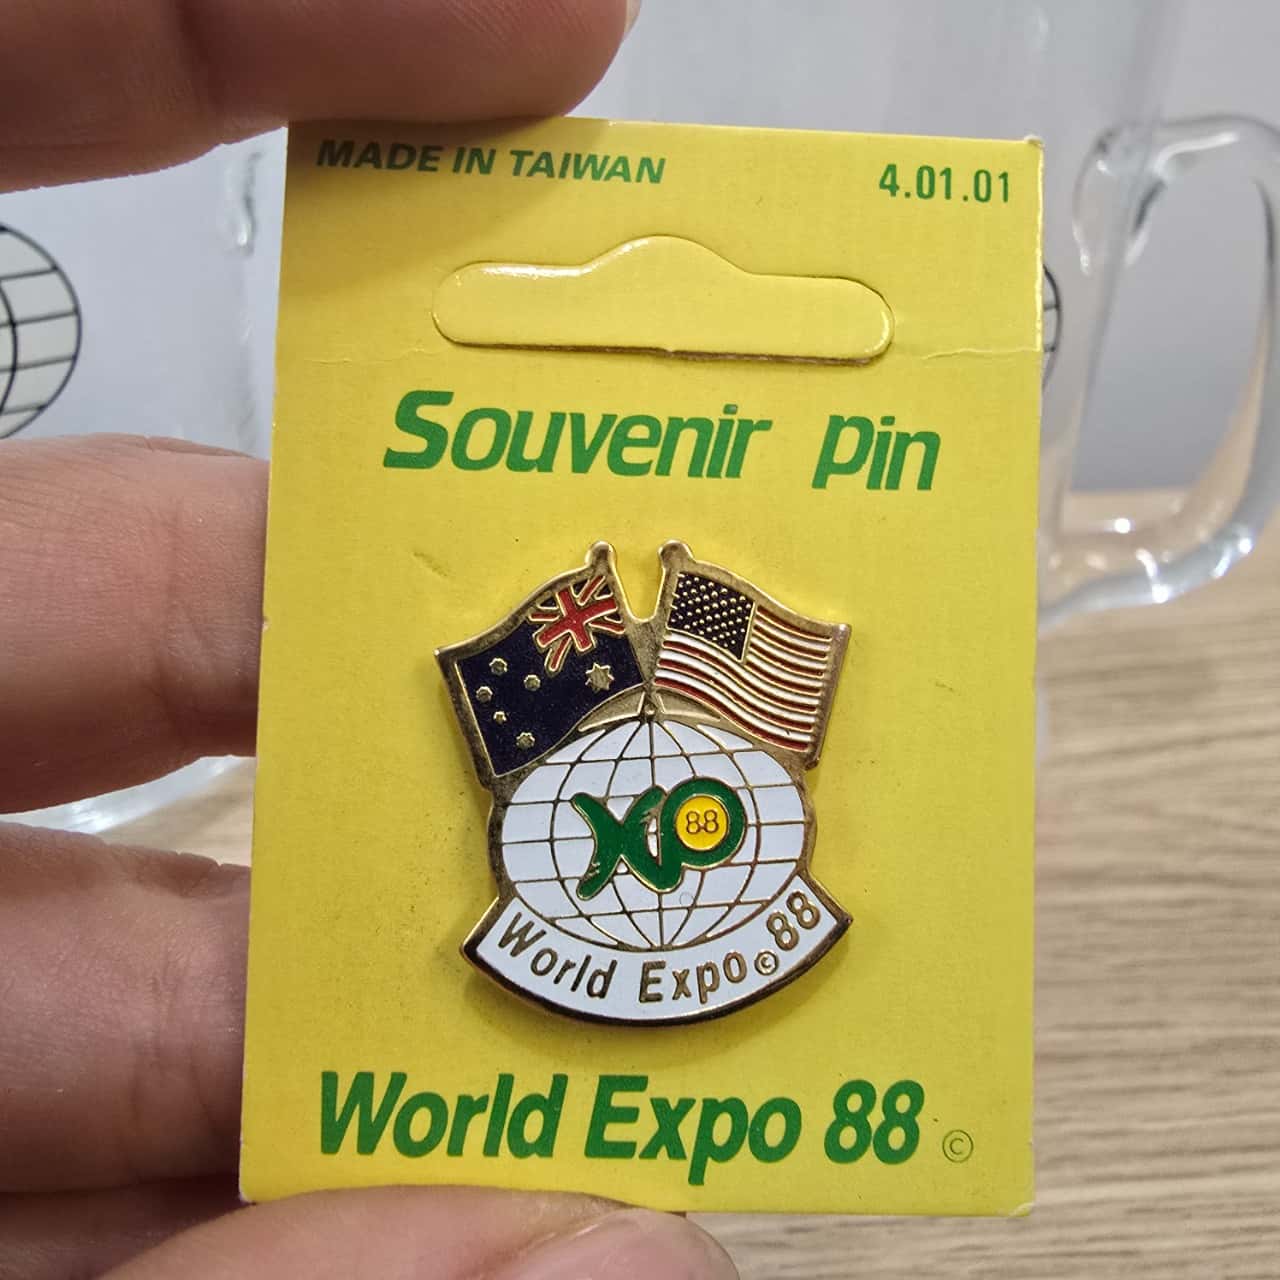 MADE IN TAIWAN 4.01.01
Souvenir Pin
XPO 88
World Expo © 88
World Expo 88 ©